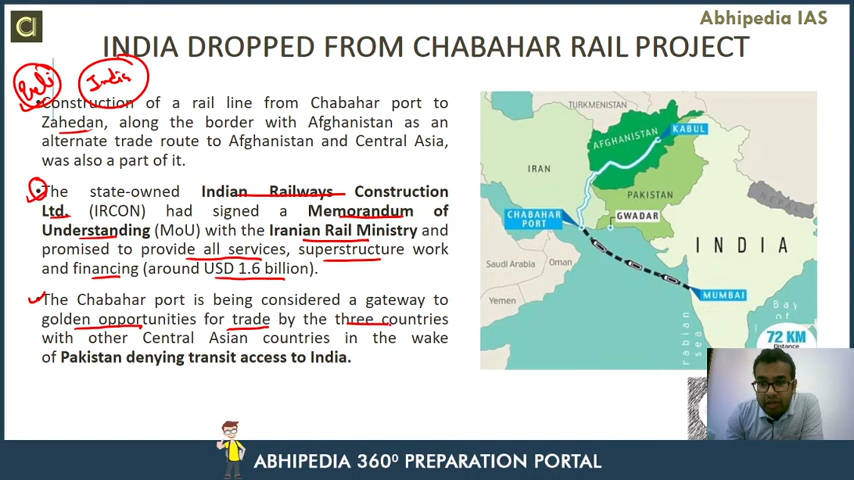 Abhipedia IAS
INDIA DROPPED FROM CHABAHAR RAIL PROJECT
India
•Construction of a rail line from Chabahar port to
Zahedan, along the border with Afghanistan as an
alternate trade route to Afghanistan and Central Asia,
was also a part of it.
•The state-owned Indian Railways Construction
Ltd. (IRCON) had signed a Memorandum of
Understanding (MoU) with the Iranian Rail Ministry and
promised to provide all services, superstructure work
and financing (around USD 1.6 billion).
The Chabahar port is being considered a gateway to
golden opportunities for trade by the three countries
with other Central Asian countries in the wake
of Pakistan denying transit access to India.
TURKMENISTAN
AFGHANISTAN
KABUL
IRAN
PAKISTAN
CHABAHAR
PORT
GWADAR
NEPAL
INDIA
Saudi Arabia
Oman
Yemen
MUMBAI
Bay
of
72 KM
Distance
ABHIPEDIA 360⁰ PREPARATION PORTAL